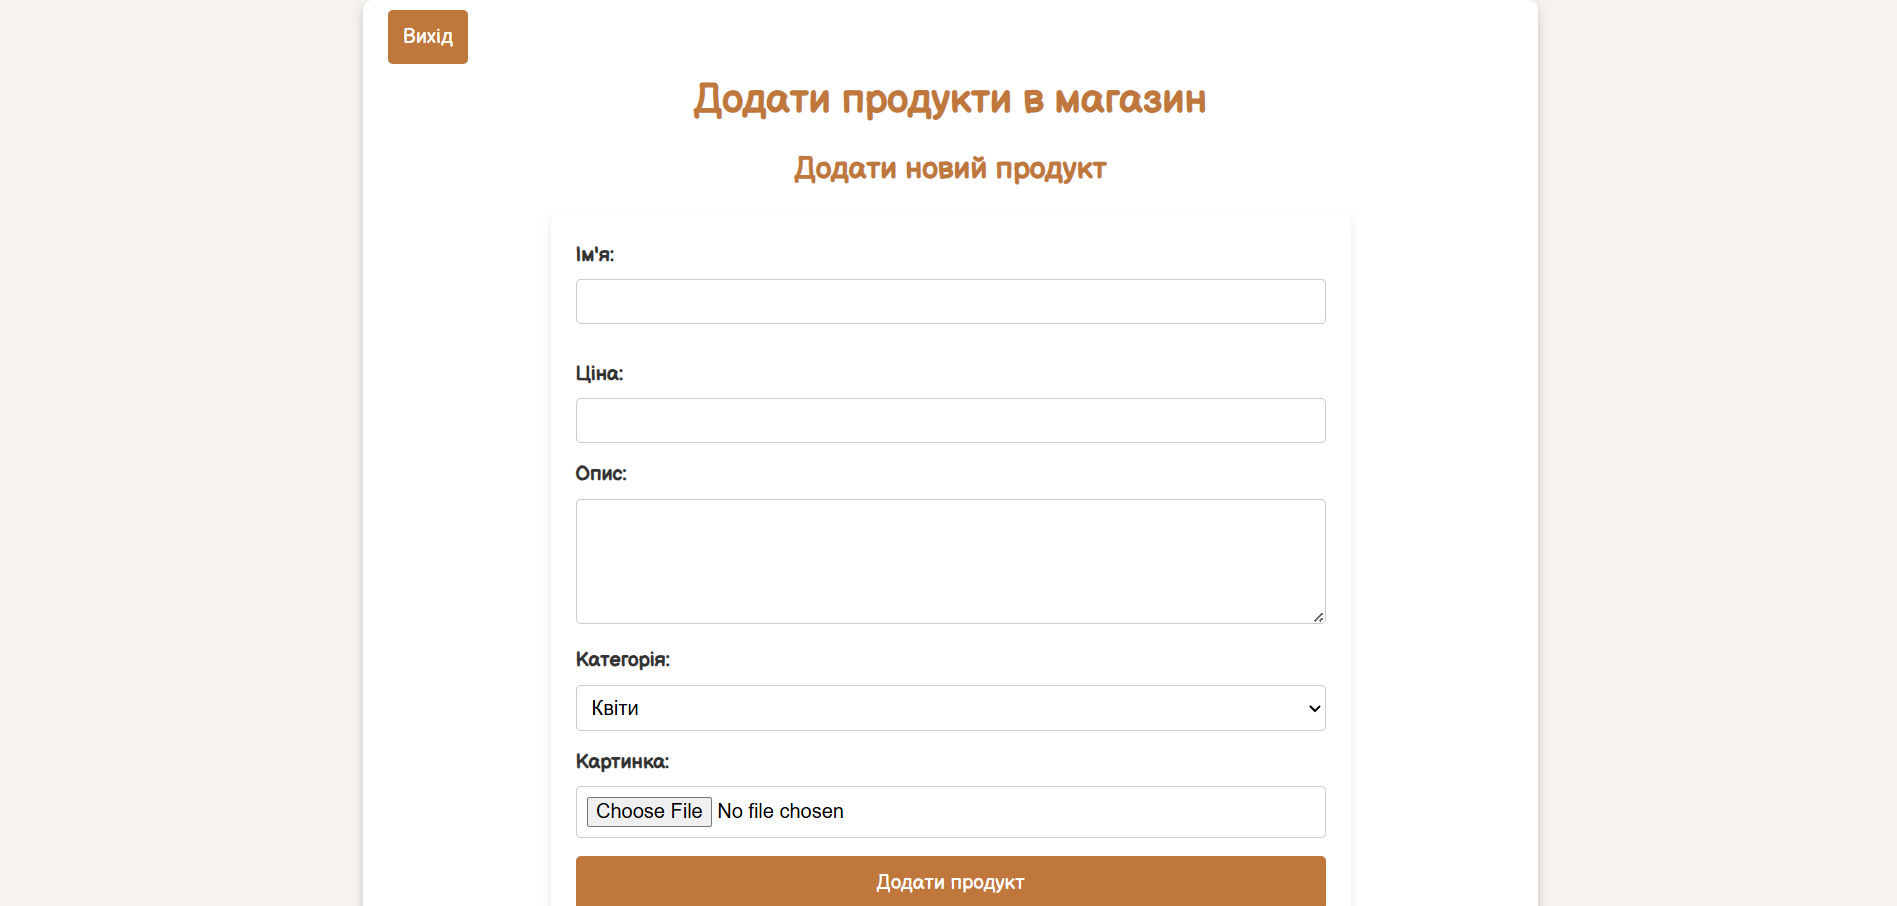 Вихід
Додати продукти в магазин
Додати новий продукт
Ім'я:
Ціна:
Опис:
Категорія:
Квіти
Картинка:
Choose File No file chosen
Додати продукт